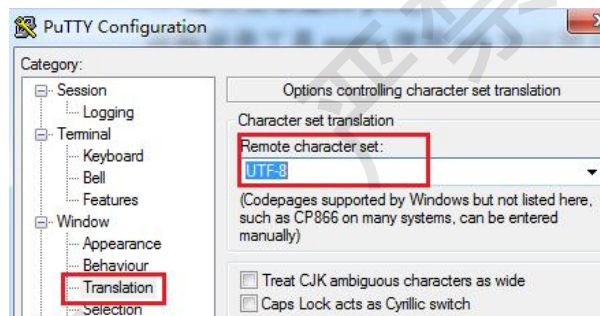 PuTTY Configuration
Category:
Session
Logging
Terminal
Keyboard
Bell
Features
Window
Appearance
Behaviour
Translation
Selection
Options controlling character set translation
Character set translation
Remote character set:
UTF-8
(Codepages supported by Windows but not listed here,
such as CP866 on many systems, can be entered
manually)
Treat CJK ambiguous characters as wide
Caps Lock acts as Cyrillic switch